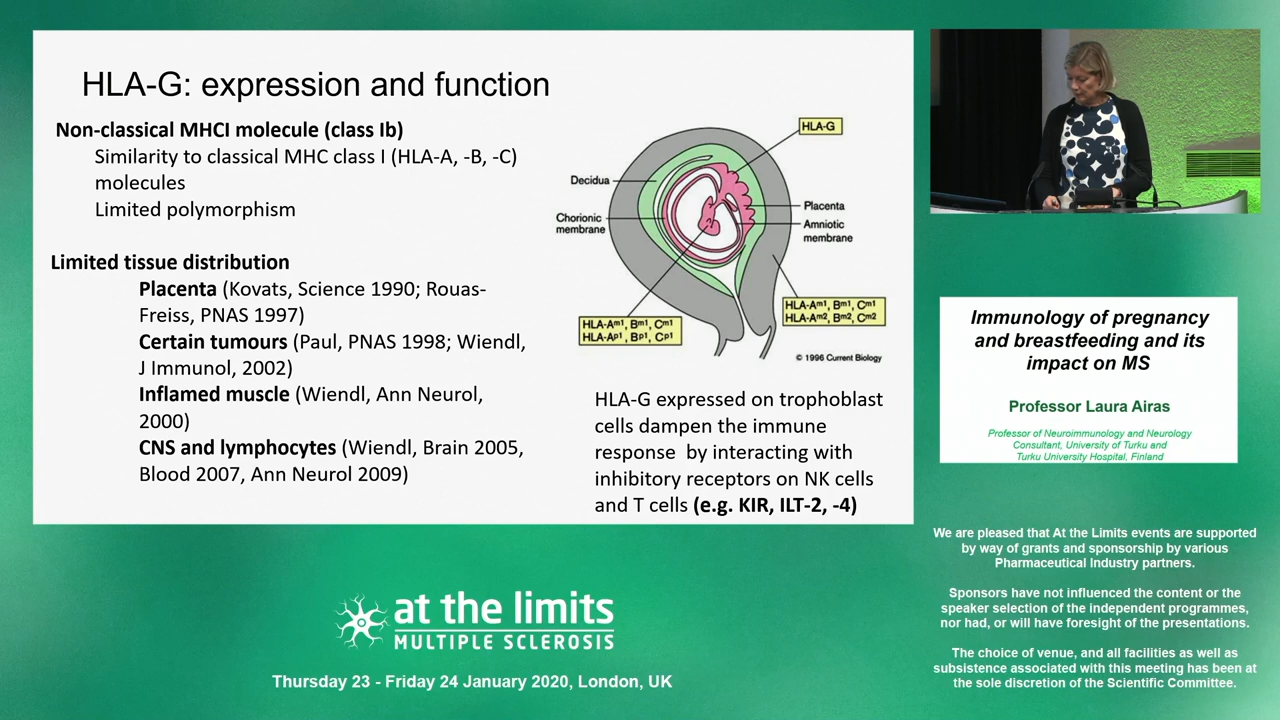 HLA-G: expression and function
Non-classical MHCI molecule (class Ib)
Similarity to classical MHC class I (HLA-A, -B, -C)
molecules
Limited polymorphism
Limited tissue distribution
Placenta (Kovats, Science 1990; Rouas-
Freiss, PNAS 1997)
Certain tumours (Paul, PNAS 1998; Wiendl,
J Immunol, 2002)
Inflamed muscle (Wiendl, Ann Neurol,
2000)
CNS and lymphocytes (Wiendl, Brain 2005,
Blood 2007, Ann Neurol 2009)
HLA-G
Decidua
Chorionic
membrane
Placenta
Amniotic
membrane
HLA-Am1, Bm1, Cm1
HLA-Ap1, Bp1, Cp1
HLA-Am1, Bm1, Cm1
HLA-Am2, Bm2, Cm2
© 1996 Current Biology
HLA-G expressed on trophoblast
cells dampen the immune
response by interacting with
inhibitory receptors on NK cells
and T cells (e.g. KIR, ILT-2, -4)
Immunology of pregnancy
and breastfeeding and its
impact on MS
Professor Laura Airas
Professor of Neuroimmunology and Neurology
Consultant, University of Turku and
Turku University Hospital, Finland
We are pleased that At the Limits events are supported
by way of grants and sponsorship by various
Pharmaceutical Industry partners.
Sponsors have not influenced the content or the
speaker selection of the independent programmes,
nor had, or will have foresight of the presentations.
The choice of venue, and all facilities as well as
subsistence associated with this meeting has been at
the sole discretion of the Scientific Committee.
at the limits
MULTIPLE SCLEROSIS
Thursday 23 - Friday 24 January 2020, London, UK